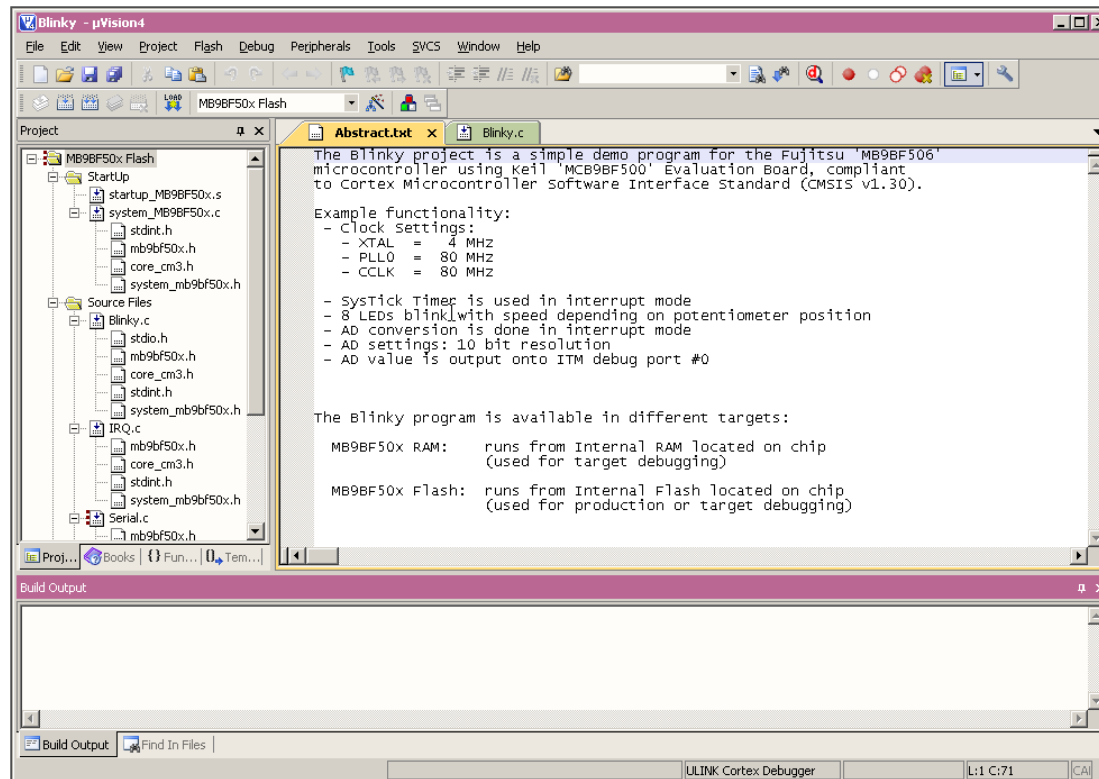 Blinky - µVision4
File Edit View Project Flash Debug Peripherals Tools SVCS Window Help
LOAD MB9BF50x Flash
Project
MB9BF50x Flash
StartUp
startup_MB9BF50x.s
system_MB9BF50x.c
stdint.h
mb9bf50x.h
core_cm3.h
system_mb9bf50x.h
Source Files
Blinky.c
stdio.h
mb9bf50x.h
core_cm3.h
stdint.h
system_mb9bf50x.h
IRQ.c
mb9bf50x.h
core_cm3.h
stdint.h
system_mb9bf50x.h
Serial.c
mb9bf50x.h
Proj... Books {} Fun... 0 Tem...
Abstract.txt Blinky.c
The Blinky project is a simple demo program for the Fujitsu 'MB9BF506'
microcontroller using Keil 'MCB9BF500' Evaluation Board, compliant
to Cortex Microcontroller Software Interface Standard (CMSIS v1.30).
Example functionality:
- Clock Settings:
- XTAL = 4 MHz
- PLL0 = 80 MHz
- CCLK = 80 MHz
- SysTick Timer is used in interrupt mode
- 8 LEDs blink with speed depending on potentiometer position
- AD conversion is done in interrupt mode
- AD settings: 10 bit resolution
- AD value is output onto ITM debug port #0
The Blinky program is available in different targets:
MB9BF50x RAM: runs from Internal RAM located on chip
(used for target debugging)
MB9BF50x Flash: runs from Internal Flash located on chip
(used for production or target debugging)
Build Output
Build Output Find In Files
ULINK Cortex Debugger L:1 C:71 CAP